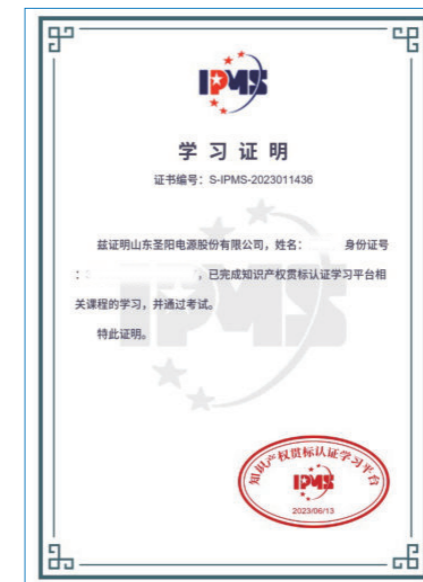 IPMS
学习证明
证书编号：S-IPMS-2023011436
兹证明山东圣阳电源股份有限公司，姓名： 身份证号
： ，已完成知识产权贯标认证学习平台相
关课程的学习，并通过考试。
特此证明。
IPMS
知识产权贯标认证学习平台
IPMS
2023/06/13